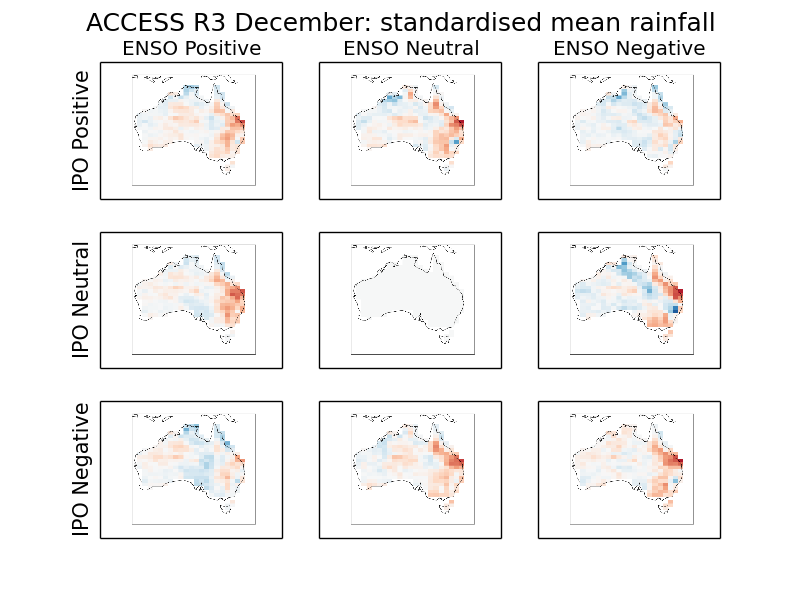 ACCESS R3 December: standardised mean rainfall
ENSO Positive
ENSO Neutral
ENSO Negative
IPO Positive
IPO Neutral
IPO Negative